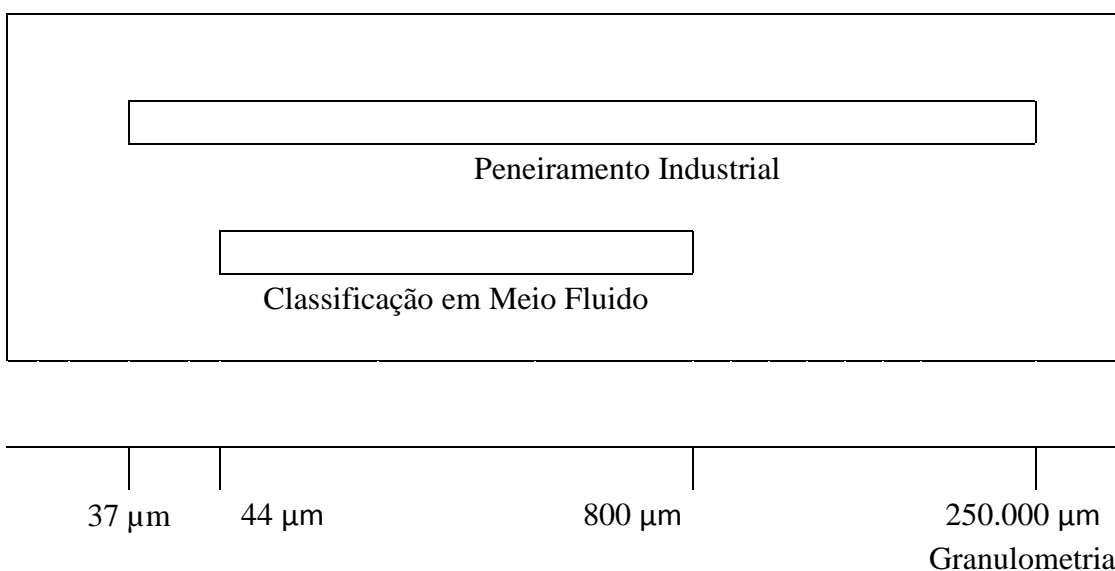 Peneiramento Industrial
Classificação em Meio Fluido
37 µm 44 μm 800 μm 250.000 μm
Granulometria